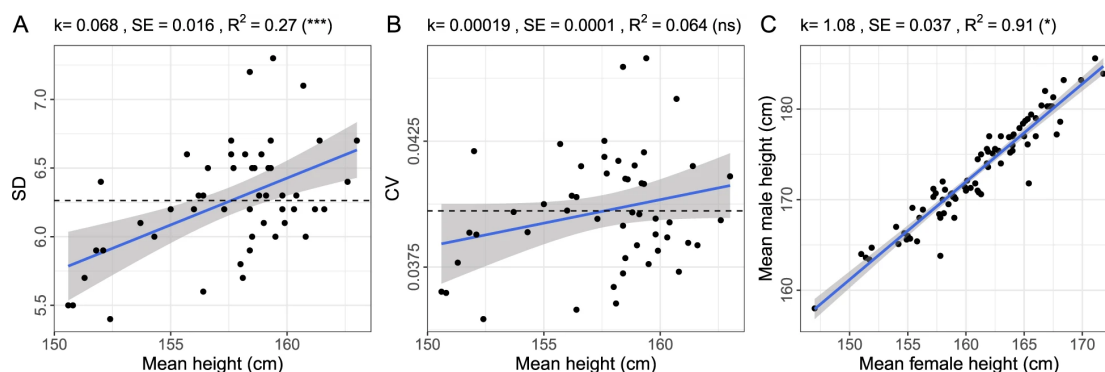 A
k= 0.068 , SE = 0.016 , R² = 0.27 (***)
SD
7.0
6.5
6.0
5.5
150
155
160
Mean height (cm)
B
k= 0.00019 , SE = 0.0001 , R² = 0.064 (ns)
CV
0.0425
0.0375
150
155
160
Mean height (cm)
C
k= 1.08 , SE = 0.037 , R² = 0.91 (*)
Mean male height (cm)
180
170
160
150
155
160
165
170
Mean female height (cm)